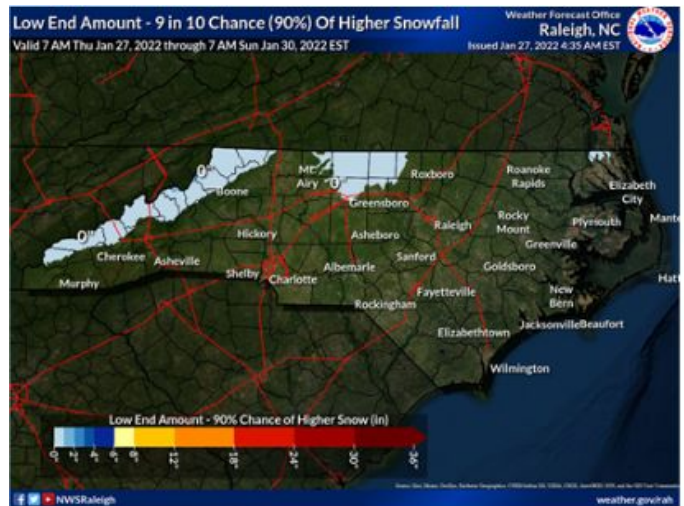 Low End Amount - 9 in 10 Chance (90%) Of Higher Snowfall
Valid 7 AM Thu Jan 27, 2022 through 7 AM Sun Jan 30, 2022 EST
Weather Forecast Office
Raleigh, NC
Issued Jan 27, 2022 4:35 AM EST
0"
Mt.
Airy
0
Roxboro
Roanoke
Rapids
Elizabeth
City
Boone
Greensboro
Rocky
Mount
Plymouth
Mante
0"
Hickory
Asheboro
Raleigh
Greenville
Cherokee
Asheville
Sanford
Goldsboro
Murphy
Shelby
Charlotte
Albemarle
Fayetteville
New
Bern
Hatt
Rockingham
Elizabethtown
Jacksonville
Beaufort
Wilmington
Low End Amount - 90% Chance of Higher Snow (in)
0" 2" 4" 6" 8" 12" 18" 24" 30" 36"
NWSRaleigh
weather.gov/rah